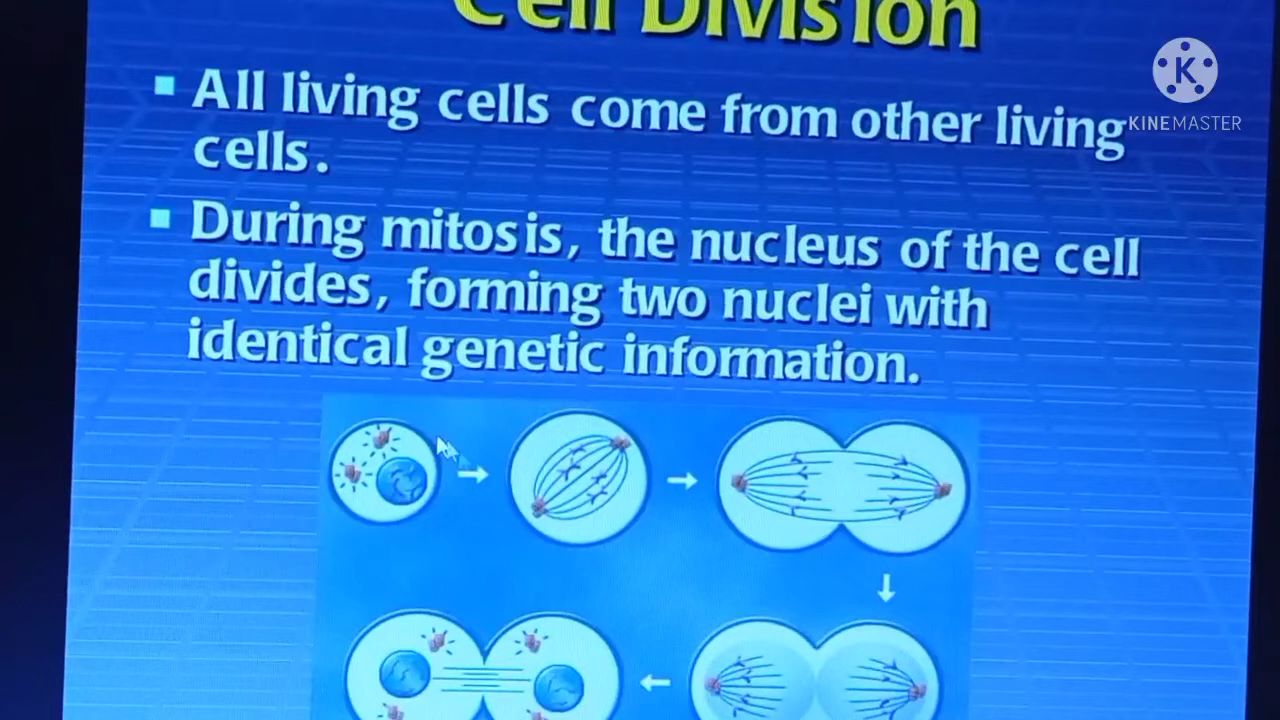 Cell Division
All living cells come from other living
cells.
During mitosis, the nucleus of the cell
divides, forming two nuclei with
identical genetic information.
K
KINEMASTER